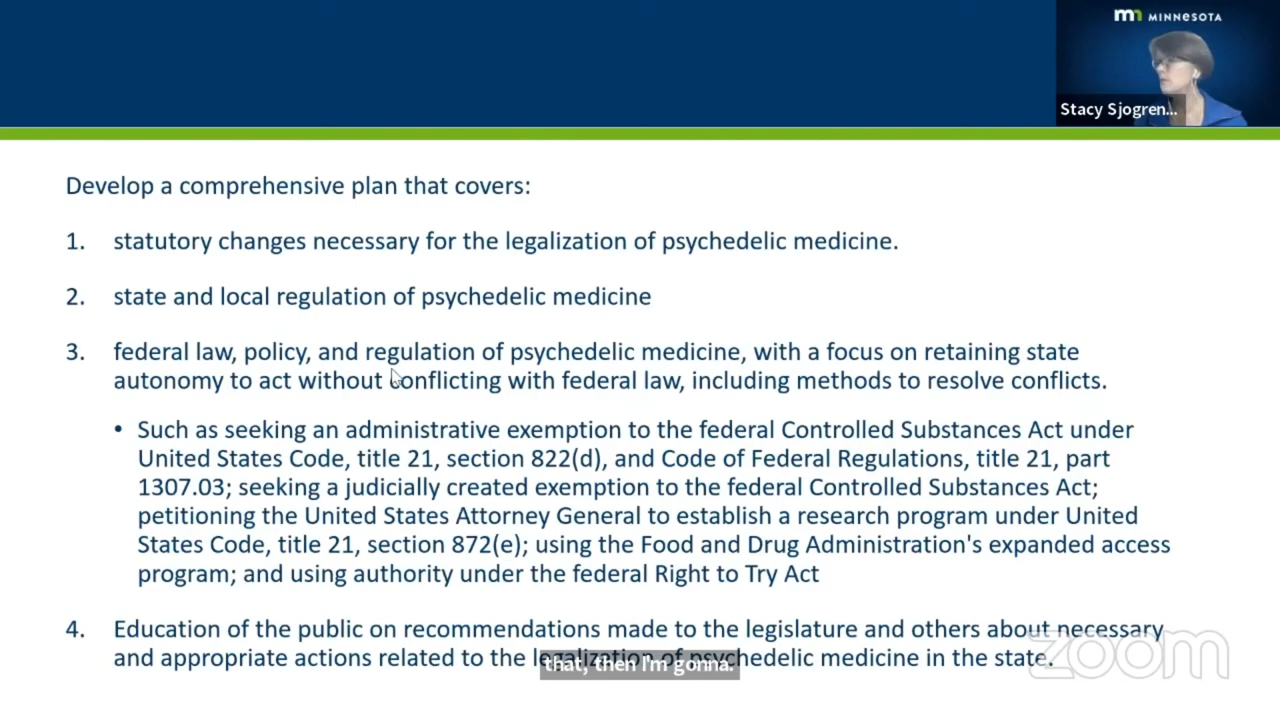 mn MINNESOTA
Stacy Sjogren...
Develop a comprehensive plan that covers:
1. statutory changes necessary for the legalization of psychedelic medicine.
2. state and local regulation of psychedelic medicine
3. federal law, policy, and regulation of psychedelic medicine, with a focus on retaining state
autonomy to act without conflicting with federal law, including methods to resolve conflicts.
• Such as seeking an administrative exemption to the federal Controlled Substances Act under
United States Code, title 21, section 822(d), and Code of Federal Regulations, title 21, part
1307.03; seeking a judicially created exemption to the federal Controlled Substances Act;
petitioning the United States Attorney General to establish a research program under United
States Code, title 21, section 872(e); using the Food and Drug Administration's expanded access
program; and using authority under the federal Right to Try Act
4. Education of the public on recommendations made to the legislature and others about necessary
and appropriate actions related to the legalization of psychedelic medicine in the state.
that, then I'm gonna.
zoom